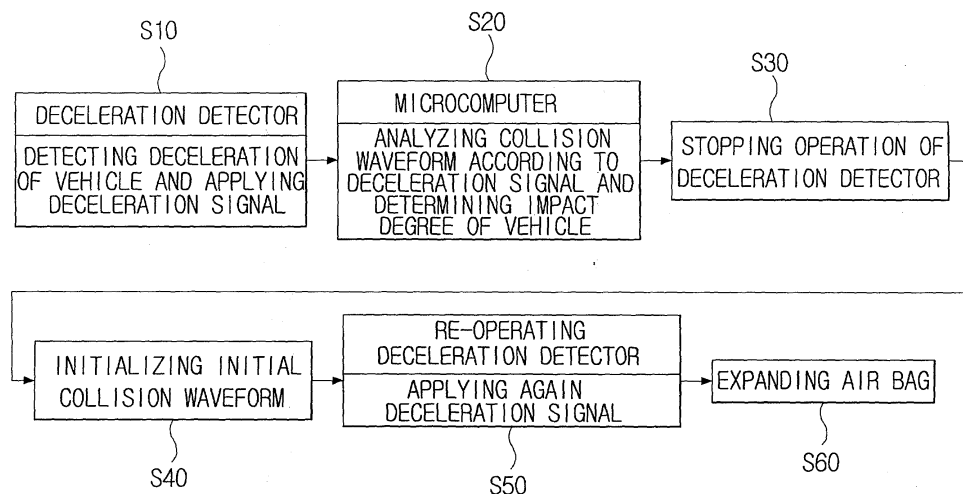 S10
DECELERATION DETECTOR
DETECTING DECELERATION
OF VEHICLE AND APPLYING
DECELERATION SIGNAL
S20
MICROCOMPUTER
ANALYZING COLLISION
WAVEFORM ACCORDING TO
DECELERATION SIGNAL AND
DETERMINING IMPACT
DEGREE OF VEHICLE
S30
STOPPING OPERATION OF
DECELERATION DETECTOR
INITIALIZING INITIAL
COLLISION WAVEFORM
S40
RE-OPERATING
DECELERATION DETECTOR
APPLYING AGAIN
DECELERATION SIGNAL
S50
EXPANDING AIR BAG
S60